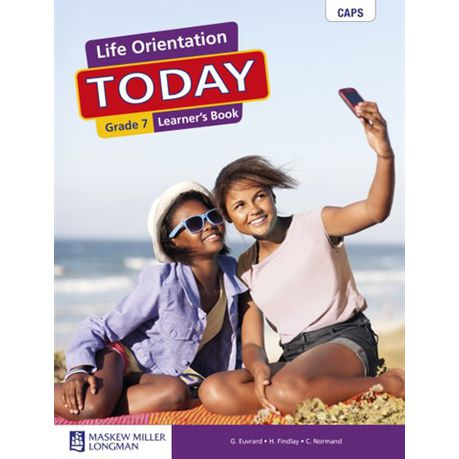 CAPS
Life Orientation
TODAY
Grade 7 Learner's Book
G. Euvrard • H. Findlay • C. Normand
MASKEW MILLER
LONGMAN